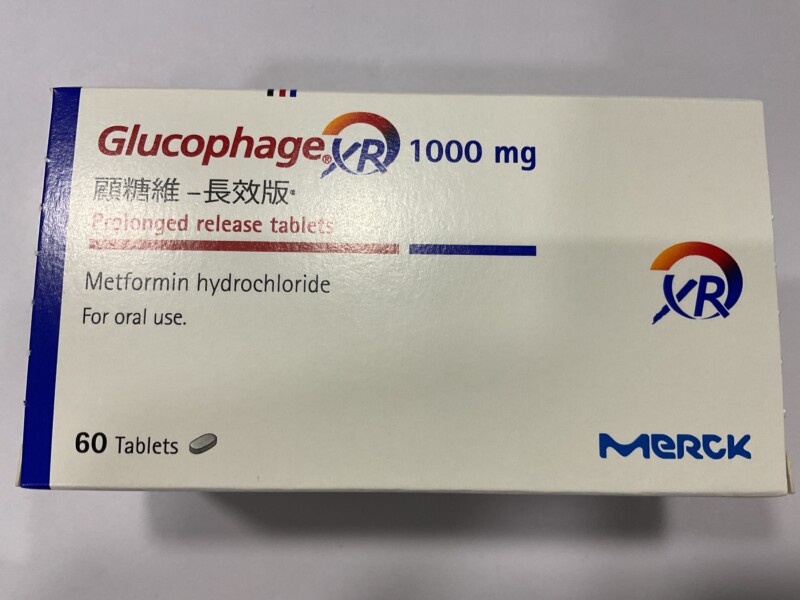 Glucophage® XR 1000 mg
顧糖維 –長效版®
Prolonged release tablets
Metformin hydrochloride
For oral use.
XR
60 Tablets
MERCK